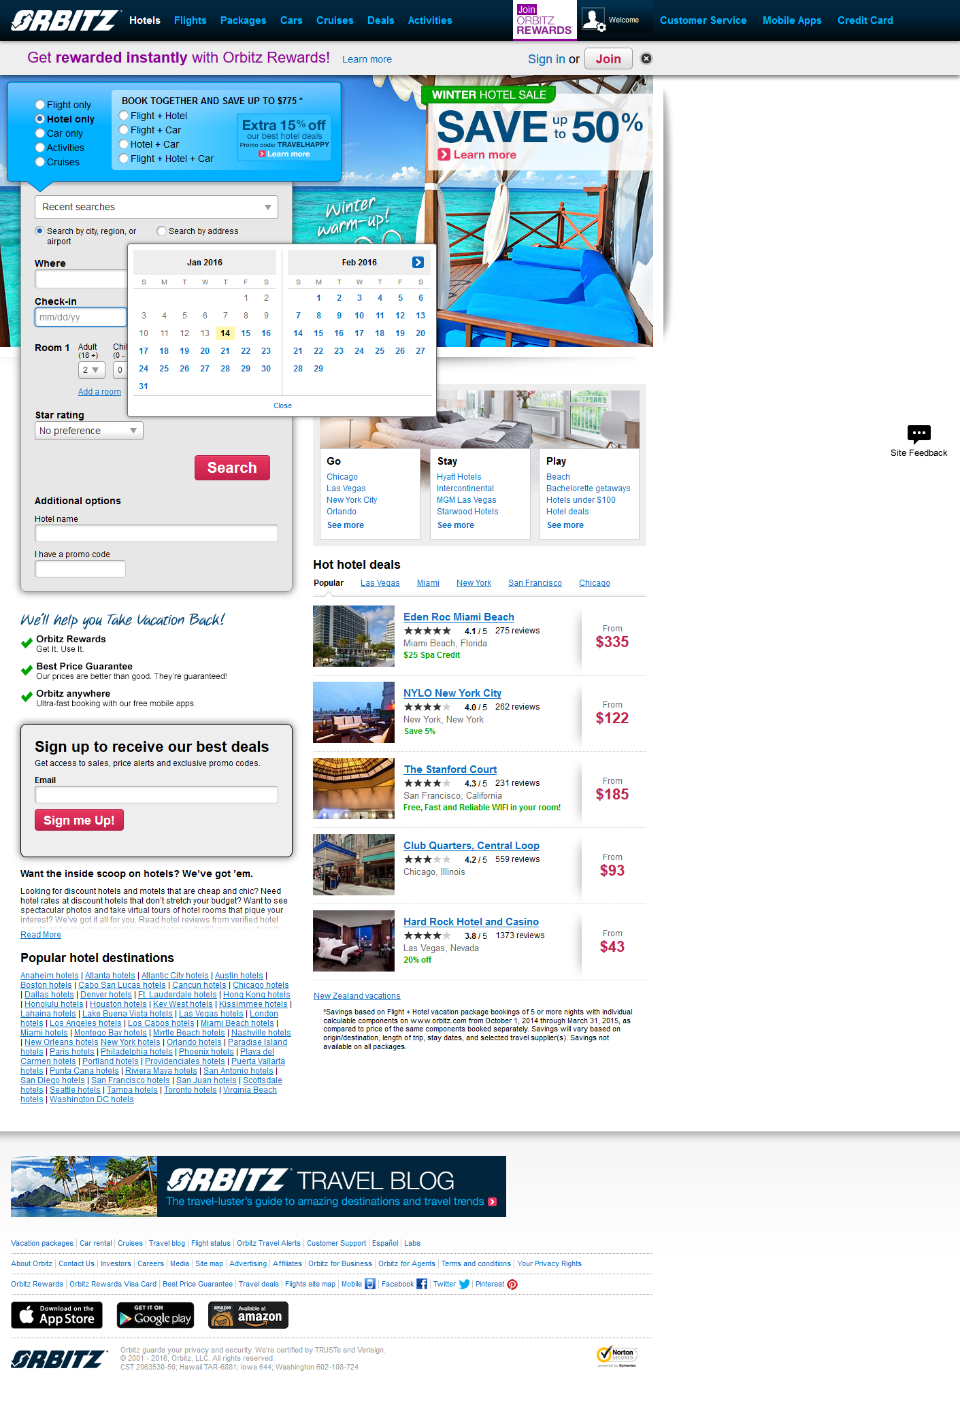 ORBITZ Hotels Flights Packages Cars Cruises Deals Activities Join ORBITZ REWARDS Welcome Customer Service Mobile Apps Credit Card
Get rewarded instantly with Orbitz Rewards! Learn more Sign in or Join
Flight only
Hotel only
Car only
Activities
Cruises
BOOK TOGETHER AND SAVE UP TO $775 *
Flight + Hotel
Flight + Car
Hotel + Car
Flight + Hotel + Car
Extra 15% off
our best hotel deals
Promo code: TRAVELHAPPY
Learn more
WINTER HOTEL SALE
SAVE up to 50%
Learn more
Winter
warm-up!
Recent searches
Search by city, region, or airport
Search by address
Where
Check-in
mm/dd/yy
Jan 2016
S M T W T F S
1 2
3 4 5 6 7 8 9
10 11 12 13 14 15 16
17 18 19 20 21 22 23
24 25 26 27 28 29 30
31
Feb 2016
S M T W T F S
1 2 3 4 5 6
7 8 9 10 11 12 13
14 15 16 17 18 19 20
21 22 23 24 25 26 27
28 29
Close
Room 1 Adult Chi
(18 +) (0 -
2 0
Add a room
Star rating
No preference
Search
Additional options
Hotel name
I have a promo code
Site Feedback
Go
Chicago
Las Vegas
New York City
Orlando
See more
Stay
Hyatt Hotels
Intercontinental
MGM Las Vegas
Starwood Hotels
See more
Play
Beach
Bachelorette getaways
Hotels under $100
Hotel deals
See more
Hot hotel deals
Popular Las Vegas Miami New York San Francisco Chicago
Eden Roc Miami Beach
4.1 / 5 275 reviews
Miami Beach, Florida
$25 Spa Credit
From
$335
NYLO New York City
4.0 / 5 262 reviews
New York, New York
Save 5%
From
$122
The Stanford Court
4.3 / 5 231 reviews
San Francisco, California
Free, Fast and Reliable WIFI in your room!
From
$185
Club Quarters, Central Loop
4.2 / 5 559 reviews
Chicago, Illinois
From
$93
Hard Rock Hotel and Casino
3.8 / 5 1373 reviews
Las Vegas, Nevada
20% off
From
$43
New Zealand vacations
*Savings based on Flight + Hotel vacation package bookings of 5 or more nights with individual
calculable components on www.orbitz.com from October 1, 2014 through March 31, 2015, as
compared to price of the same components booked separately. Savings will vary based on
origin/destination, length of trip, stay dates, and selected travel supplier(s). Savings not
available on all packages.
We'll help you Take Vacation Back!
Orbitz Rewards
Get It. Use It.
Best Price Guarantee
Our prices are better than good. They're guaranteed!
Orbitz anywhere
Ultra-fast booking with our free mobile apps.
Sign up to receive our best deals
Get access to sales, price alerts and exclusive promo codes.
Email
Sign me Up!
Want the inside scoop on hotels? We've got 'em.
Looking for discount hotels and motels that are cheap and chic? Need
hotel rates at discount hotels that don't stretch your budget? Want to see
spectacular photos and take virtual tours of hotel rooms that pique your
interest? We've got it all for you. Read hotel reviews from verified hotel
Read More
Popular hotel destinations
Anaheim hotels | Atlanta hotels | Atlantic City hotels | Austin hotels |
Boston hotels | Cabo San Lucas hotels | Cancun hotels | Chicago hotels
| Dallas hotels | Denver hotels | Ft. Lauderdale hotels | Hong Kong hotels
| Honolulu hotels | Houston hotels | Key West hotels | Kissimmee hotels |
Lahaina hotels | Lake Buena Vista hotels | Las Vegas hotels | London
hotels | Los Angeles hotels | Los Cabos hotels | Miami Beach hotels |
Miami hotels | Montego Bay hotels | Myrtle Beach hotels | Nashville hotels
| New Orleans hotels New York hotels | Orlando hotels | Paradise Island
hotels | Paris hotels | Philadelphia hotels | Phoenix hotels | Playa del
Carmen hotels | Portland hotels | Providenciales hotels | Puerta Vallarta
hotels | Punta Cana hotels | Riviera Maya hotels | San Antonio hotels |
San Diego hotels | San Francisco hotels | San Juan hotels | Scottsdale
hotels | Seattle hotels | Tampa hotels | Toronto hotels | Virginia Beach
hotels | Washington DC hotels
ORBITZ TRAVEL BLOG
The travel-luster's guide to amazing destinations and travel trends
Vacation packages | Car rental | Cruises | Travel blog | Flight status | Orbitz Travel Alerts | Customer Support | Español | Labs
About Orbitz | Contact Us | Investors | Careers | Media | Site map | Advertising | Affiliates | Orbitz for Business | Orbitz for Agents | Terms and conditions | Your Privacy Rights
Orbitz Rewards | Orbitz Rewards Visa Card | Best Price Guarantee | Travel deals | Flights site map | Mobile | Facebook | Twitter | Pinterest
Download on the App Store
GET IT ON Google play
Available at amazon
ORBITZ
Orbitz guards your privacy and security. We're certified by TRUSTe and Verisign.
© 2001 - 2016, Orbitz, LLC. All rights reserved.
CST 2063530-50; Hawaii TAR-6881; Iowa 644; Washington 602-108-724
Norton
SECURED
powered by Symantec